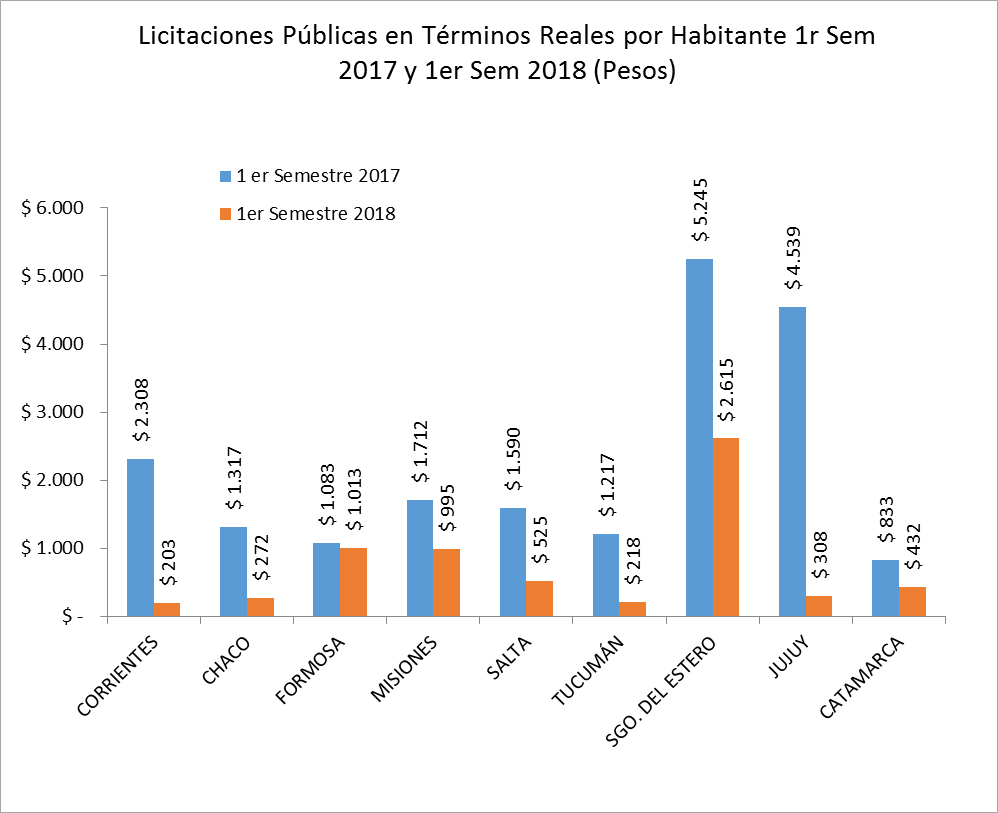 Licitaciones Públicas en Términos Reales por Habitante 1r Sem
2017 y 1er Sem 2018 (Pesos)
1 er Semestre 2017
1er Semestre 2018
$ 6.000
$ 5.000
$ 4.000
$ 3.000
$ 2.000
$ 1.000
$ -
$ 2.308
$ 203
$ 1.317
$ 272
$ 1.083
$ 1.013
$ 1.712
$ 995
$ 1.590
$ 525
$ 1.217
$ 218
$ 5.245
$ 2.615
$ 4.539
$ 308
$ 833
$ 432
CORRIENTES
CHACO
FORMOSA
MISIONES
SALTA
TUCUMÁN
SGO. DEL ESTERO
JUJUY
CATAMARCA